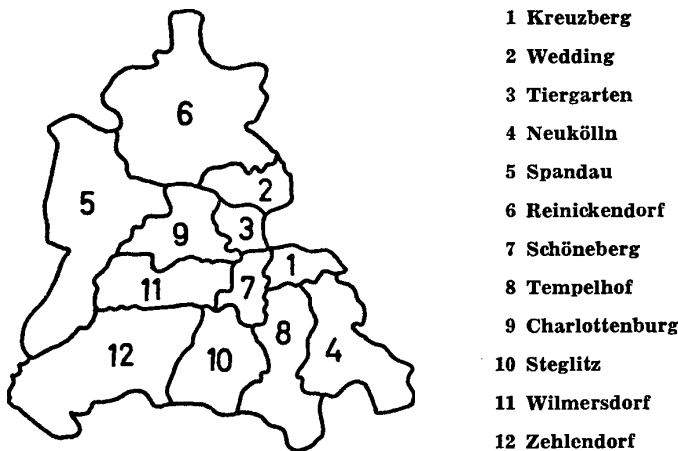 6
2
5
3
9
1
11
7
8
12
10
4
1 Kreuzberg
2 Wedding
3 Tiergarten
4 Neukölln
5 Spandau
6 Reinickendorf
7 Schöneberg
8 Tempelhof
9 Charlottenburg
10 Steglitz
11 Wilmersdorf
12 Zehlendorf